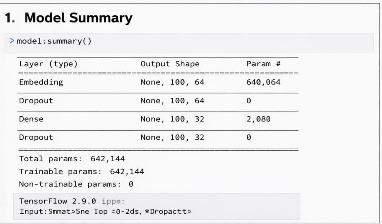 1. Model Summary
> model:summary()
Layer (type) Output Shape Param #
Embedding None, 100, 64 640,064
Dropout None, 100, 64 0
Dense None, 100, 32 2,080
Dropout None, 100, 32 0
Total params: 642,144
Trainable params: 642,144
Non-trainable params: 0
TensorFlow 2.9.0 ippm:
Input:Smmat>Sne Iop =0-2ds, *Dropactt>